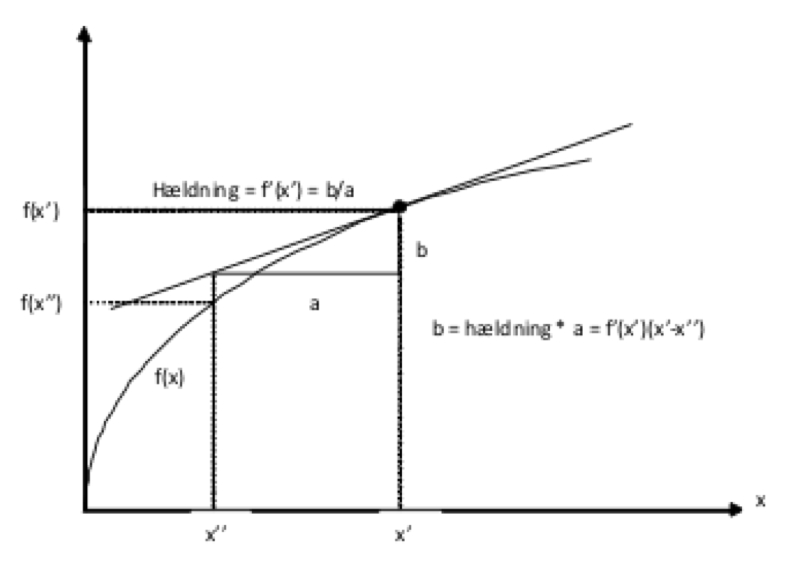 Hældning = f’(x’) = b/a
f(x’)
b
f(x’’)
a
b = hældning * a = f’(x’)(x’-x’’)
f(x)
x
x’’
x’